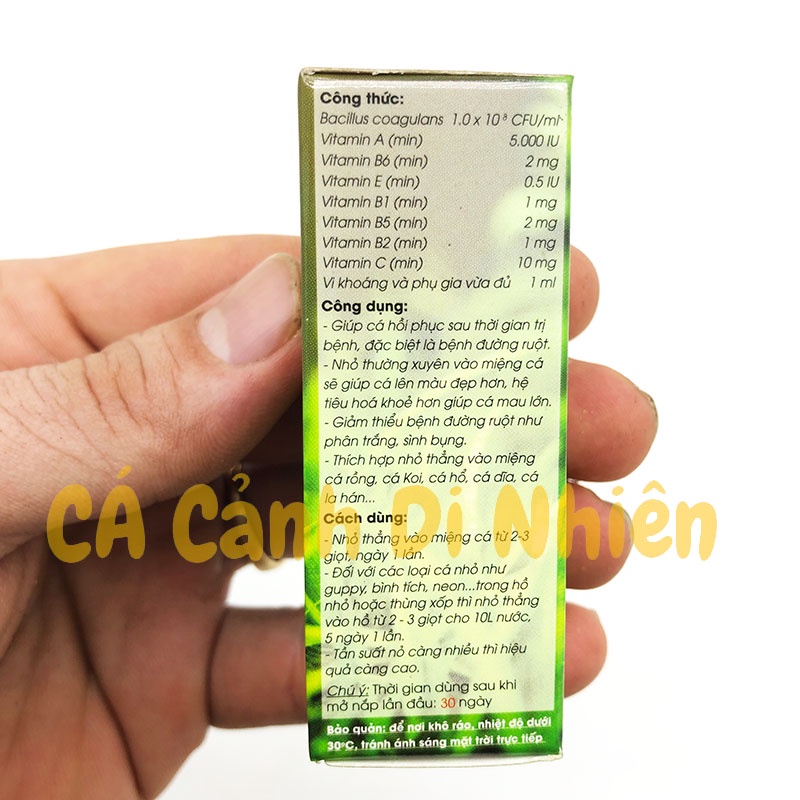 Công thức:
Bacillus coagulans 1.0 x 10⁸ CFU/ml
Vitamin A (min) 5.000 IU
Vitamin B6 (min) 2 mg
Vitamin E (min) 0.5 IU
Vitamin B1 (min) 1 mg
Vitamin B5 (min) 2 mg
Vitamin B2 (min) 1 mg
Vitamin C (min) 10 mg
Vi khoáng và phụ gia vừa đủ 1 ml
Công dụng:
- Giúp cá hồi phục sau thời gian trị
bệnh, đặc biệt là bệnh đường ruột.
- Nhỏ thường xuyên vào miệng cá
sẽ giúp cá lên màu đẹp hơn, hệ
tiêu hoá khoẻ hơn giúp cá mau lớn.
- Giảm thiểu bệnh đường ruột như
phân trắng, sình bụng.
- Thích hợp nhỏ thẳng vào miệng
cá rồng, cá Koi, cá hổ, cá dĩa, cá
la hán...
CÁ Cảnh Di Nhiên
Cách dùng:
- Nhỏ thẳng vào miệng cá từ 2-3
giọt, ngày 1 lần.
- Đối với các loại cá nhỏ như
guppy, bình tích, neon...trong hồ
nhỏ hoặc thùng xốp thì nhỏ thẳng
vào hồ từ 2 - 3 giọt cho 10L nước,
5 ngày 1 lần.
- Tần suất nỏ càng nhiều thì hiệu
quả càng cao.
Chú ý: Thời gian dùng sau khi
mở nắp lần đầu: 30 ngày
Bảo quản: để nơi khô ráo, nhiệt độ dưới
30°C, tránh ánh sáng mặt trời trực tiếp